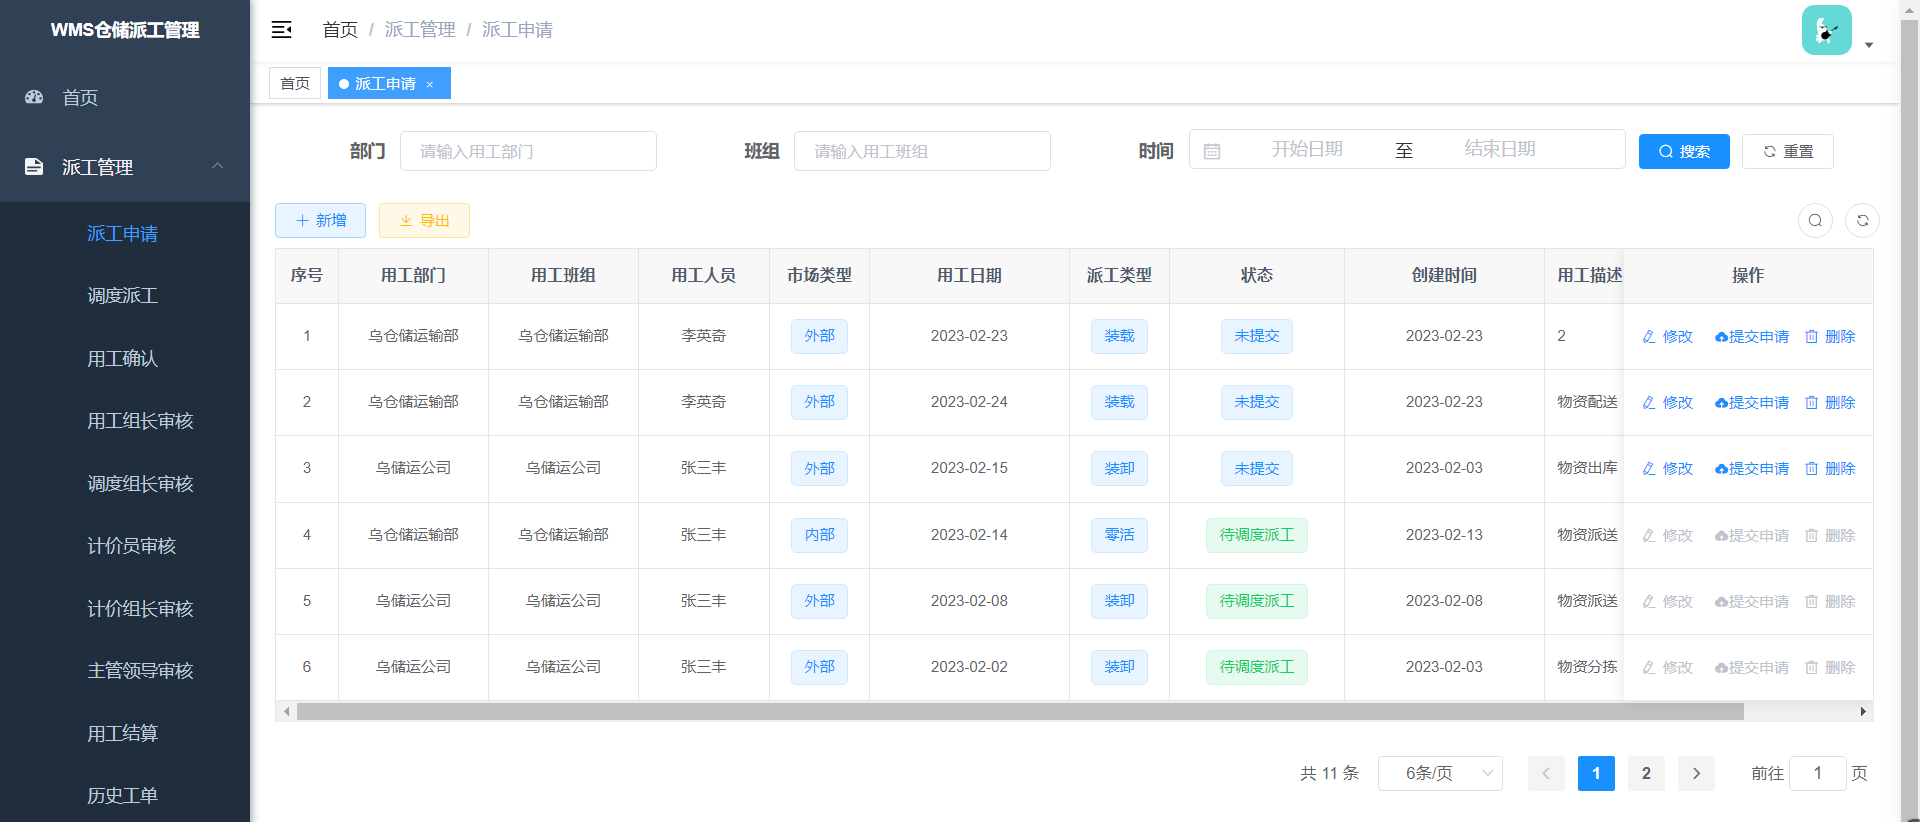 WMS仓储派工管理
首页
派工管理
派工申请
调度派工
用工确认
用工组长审核
调度组长审核
计价员审核
计价组长审核
主管领导审核
用工结算
历史工单
首页 / 派工管理 / 派工申请
首页 派工申请 ×
部门 请输入用工部门 班组 请输入用工班组 时间 开始日期 至 结束日期 搜索 重置
新增 导出
序号 用工部门 用工班组 用工人员 市场类型 用工日期 派工类型 状态 创建时间 用工描述 操作
1 乌仓储运输部 乌仓储运输部 李英奇 外部 2023-02-23 装载 未提交 2023-02-23 2 修改 提交申请 删除
2 乌仓储运输部 乌仓储运输部 李英奇 外部 2023-02-24 装载 未提交 2023-02-23 物资配送 修改 提交申请 删除
3 乌储运公司 乌储运公司 张三丰 外部 2023-02-15 装卸 未提交 2023-02-03 物资出库 修改 提交申请 删除
4 乌仓储运输部 乌仓储运输部 张三丰 内部 2023-02-14 零活 待调度派工 2023-02-13 物资派送 修改 提交申请 删除
5 乌储运公司 乌储运公司 张三丰 外部 2023-02-08 装卸 待调度派工 2023-02-08 物资派送 修改 提交申请 删除
6 乌储运公司 乌储运公司 张三丰 外部 2023-02-02 装卸 待调度派工 2023-02-03 物资分拣 修改 提交申请 删除
共 11 条 6条/页 1 2 前往 1 页